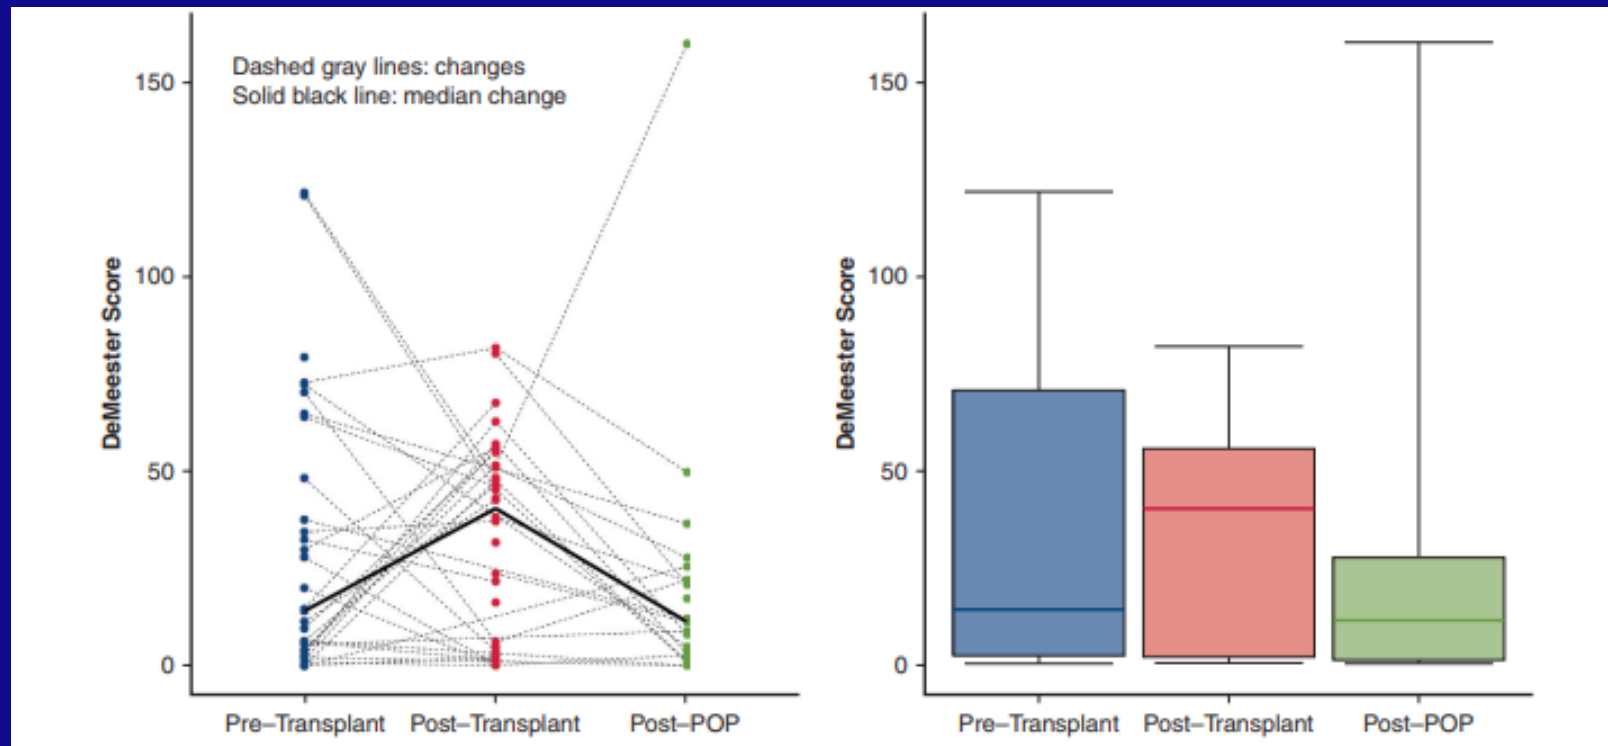 Dashed gray lines: changes
Solid black line: median change
DeMeester Score
150
100
50
0
Pre–Transplant
Post–Transplant
Post–POP
DeMeester Score
150
100
50
0
Pre–Transplant
Post–Transplant
Post–POP